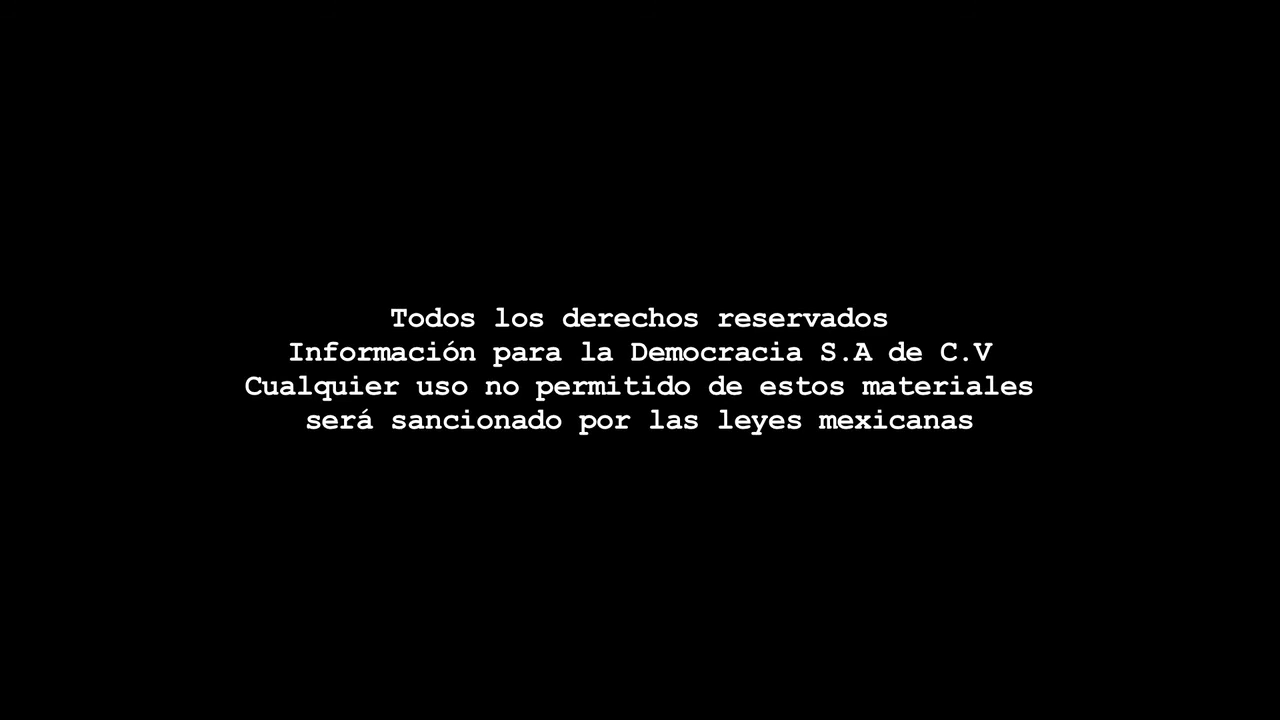 Todos los derechos reservados
Información para la Democracia S.A de C.V
Cualquier uso no permitido de estos materiales
será sancionado por las leyes mexicanas